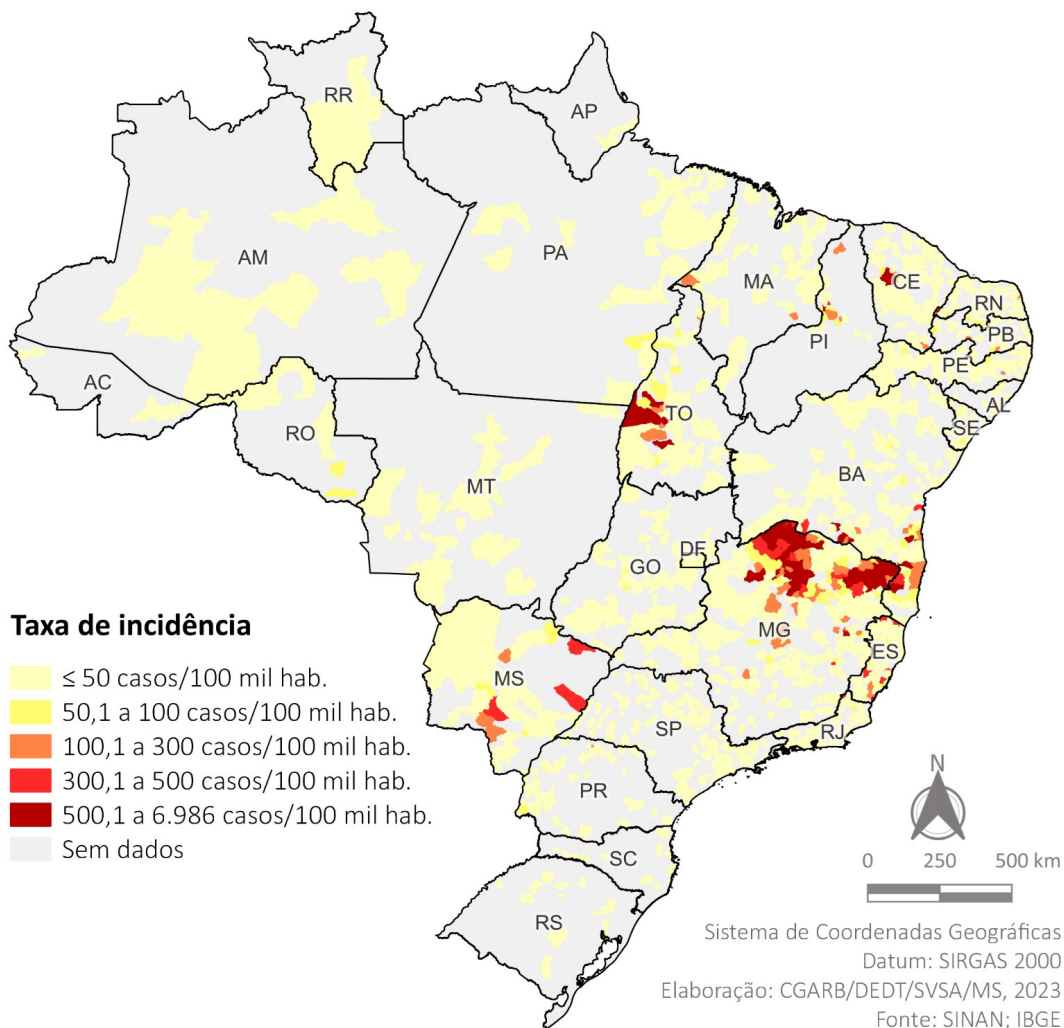 RR
AP
AM
PA
MA
CE
RN
PB
PI
PE
AC
AL
TO
SE
RO
BA
MT
DF
GO
MG
ES
MS
SP
RJ
PR
SC
RS
Taxa de incidência
≤ 50 casos/100 mil hab.
50,1 a 100 casos/100 mil hab.
100,1 a 300 casos/100 mil hab.
300,1 a 500 casos/100 mil hab.
500,1 a 6.986 casos/100 mil hab.
Sem dados
N
0 250 500 km
Sistema de Coordenadas Geográficas
Datum: SIRGAS 2000
Elaboração: CGARB/DEDT/SVSA/MS, 2023
Fonte: SINAN; IBGE